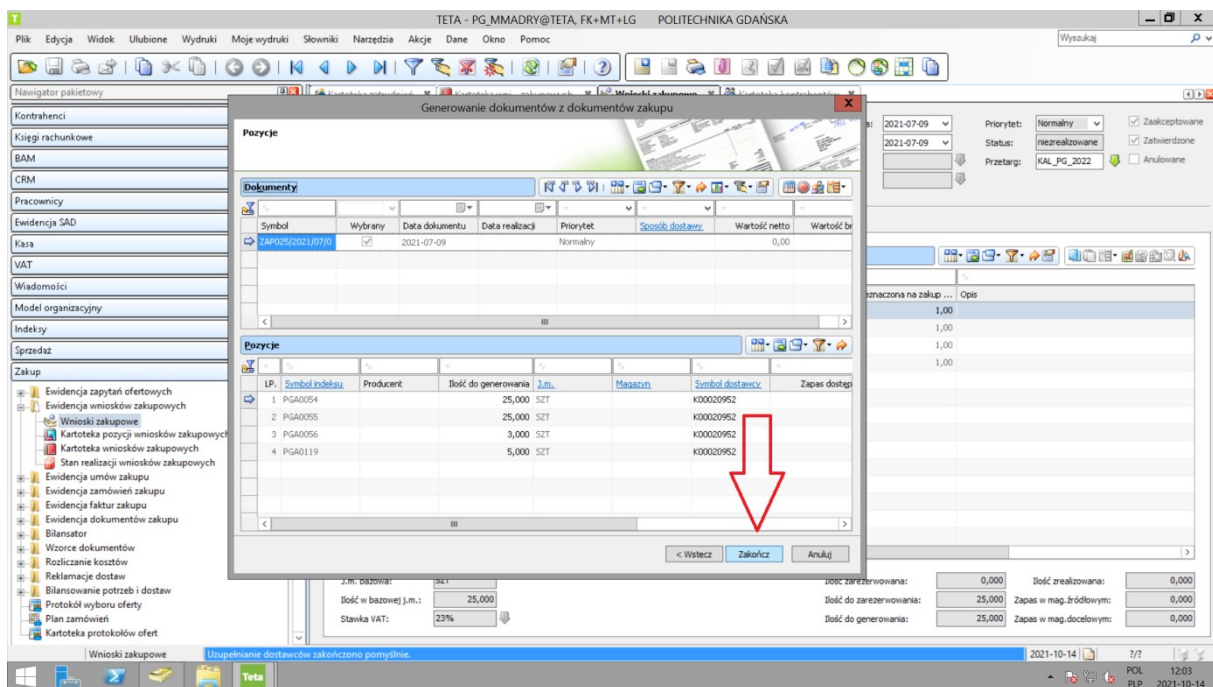 TETA - PG_MMADRY@TETA, FK+MT+LG POLITECHNIKA GDAŃSKA
Plik Edycja Widok Ulubione Wydruki Moje wydruki Słowniki Narzędzia Akcje Dane Okno Pomoc
Wyszukaj
Nawigator pakietowy
Kontrahenci
Księgi rachunkowe
BAM
CRM
Pracownicy
Ewidencja SAD
Kasa
VAT
Wiadomości
Model organizacyjny
Indeksy
Sprzedaż
Zakup
Ewidencja zapytań ofertowych
Ewidencja wniosków zakupowych
Wnioski zakupowe
Kartoteka pozycji wniosków zakupowych
Kartoteka wniosków zakupowych
Stan realizacji wniosków zakupowych
Ewidencja umów zakupu
Ewidencja zamówień zakupu
Ewidencja faktur zakupu
Ewidencja dokumentów zakupu
Bilansator
Wzorce dokumentów
Rozliczanie kosztów
Reklamacje dostaw
Bilansowanie potrzeb i dostaw
Protokół wyboru oferty
Plan zamówień
Kartoteka protokołów ofert
Generowanie dokumentów z dokumentów zakupu X
Pozycje
Dokumenty
Symbol Wybrany Data dokumentu Data realizacji Priorytet Sposób dostawy Wartość netto Wartość br
ZAP025/2021/07/0 2021-07-09 Normalny 0,00
Pozycje
LP. Symbol indeksu Producent Ilość do generowania J.m. Magazyn Symbol dostawcy Zapas dostęp
1 PGA0054 25,000 SZT K00020952
2 PGA0055 25,000 SZT K00020952
3 PGA0056 3,000 SZT K00020952
4 PGA0119 5,000 SZT K00020952
< Wstecz Zakończ Anuluj
2021-07-09 Priorytet: Normalny Zaakceptowane
2021-07-09 Status: niezrealizowane Zatwierdzone
Przetarg: KAL_PG_2022 Anulowane
eznaczona na zakup ... Opis
1,00
1,00
1,00
1,00
J.m. bazowa: SZT Ilość zarezerwowana: 0,000 Ilość zrealizowana: 0,000
Ilość w bazowej j.m.: 25,000 Ilość do zarezerwowania: 25,000 Zapas w mag.źródłowym: 0,000
Stawka VAT: 23% Ilość do generowania: 25,000 Zapas w mag.docelowym: 0,000
Wnioski zakupowe Uzupełnianie dostawców zakończono pomyślnie. 2021-10-14 ?/?
Teta POL 12:03
PLP 2021-10-14